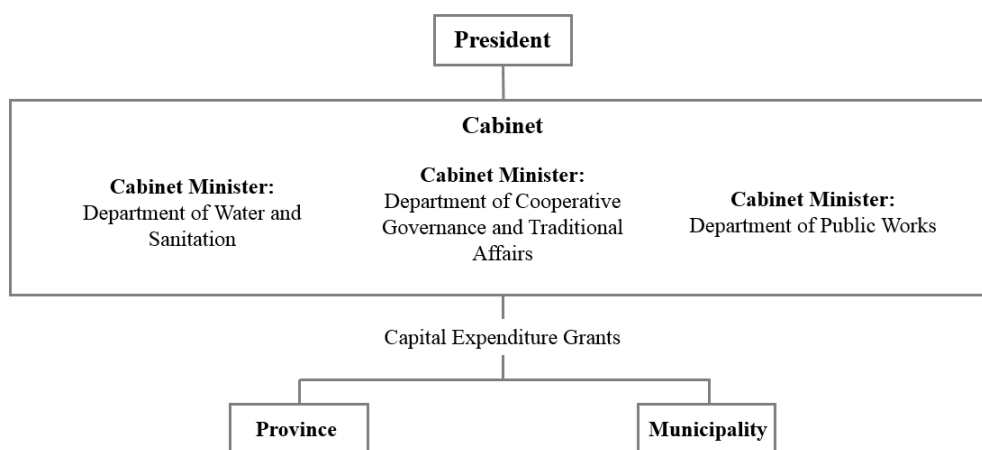 President
Cabinet
Cabinet Minister:
Department of Water and
Sanitation
Cabinet Minister:
Department of Cooperative
Governance and Traditional
Affairs
Cabinet Minister:
Department of Public Works
Capital Expenditure Grants
Province
Municipality